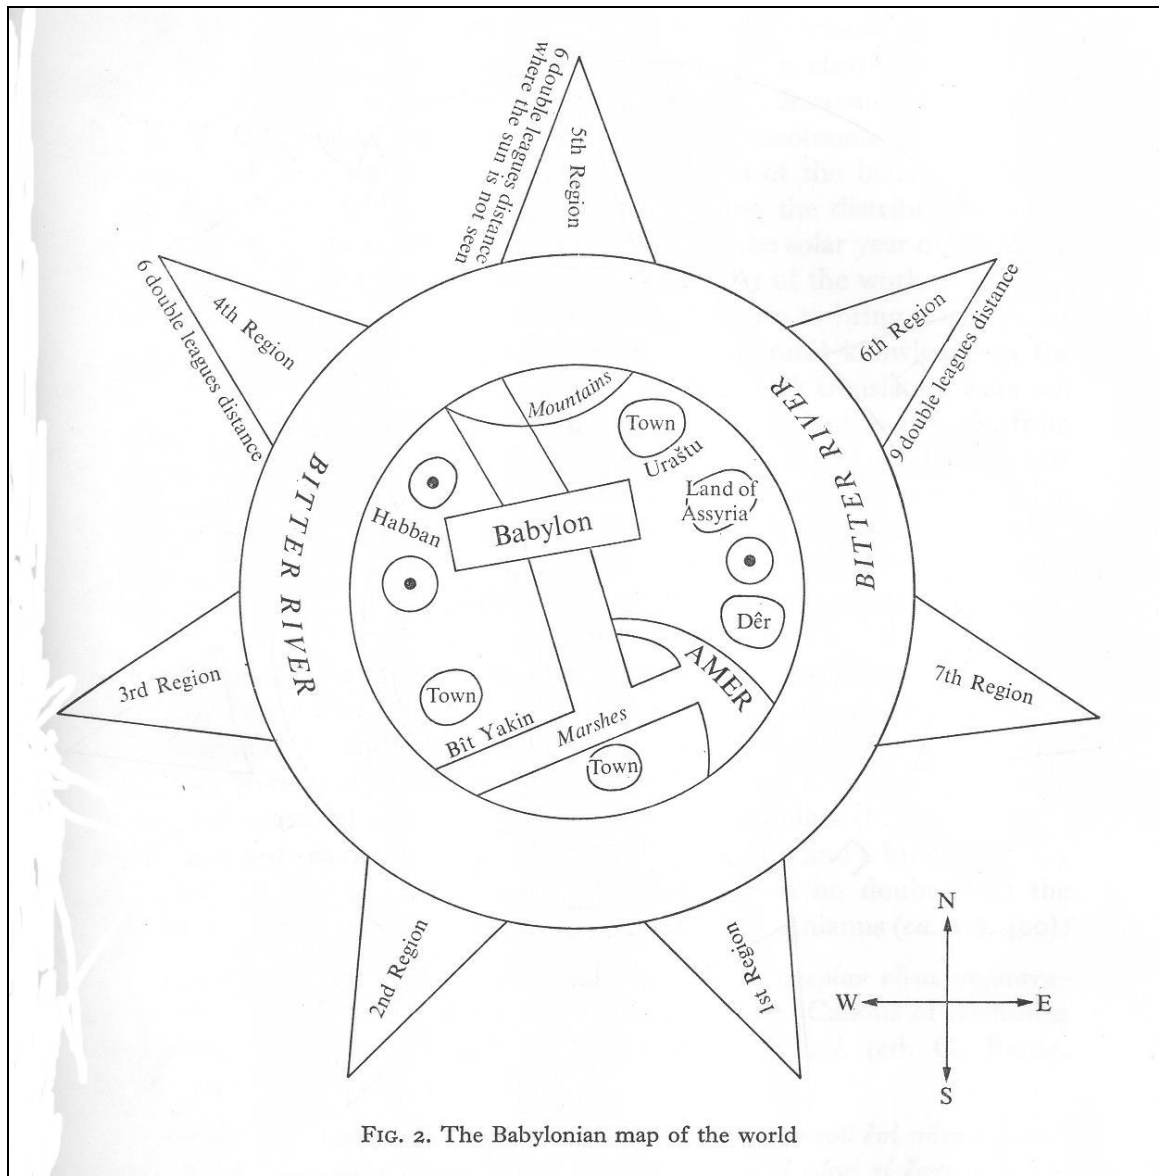 6 double leagues distance
where the sun is not seen
5th Region
6 double leagues distance
4th Region
6th Region
9 double leagues distance
BITTER RIVER
BITTER RIVER
Mountains
Town
Uraštu
Land of
Assyria
Habban
Babylon
Dêr
AMER
3rd Region
7th Region
Town
Bît Yakin
Marshes
Town
2nd Region
1st Region
N
W
E
S
FIG. 2. The Babylonian map of the world